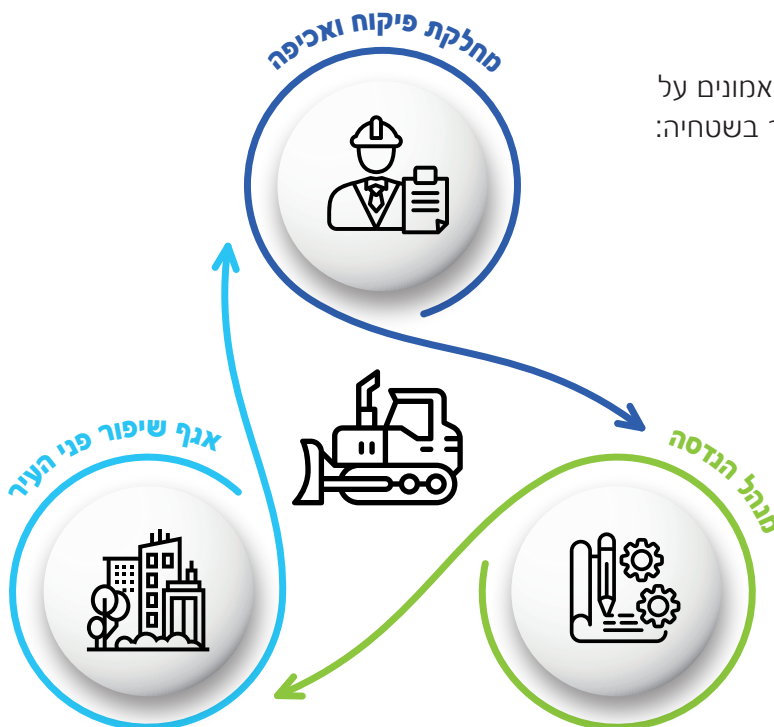 אמונים על
בשטחיה:
מחלקת פיקוח ואכיפה
אגף שיפור פני העיר
מנהל הנדסה